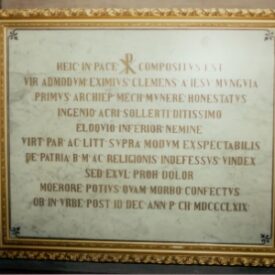 HEIC IN PACE ☧ COMPOSITVS EST
VIR ADMODVM EXIMIVS CLEMENS A IESV MVNGVIA
PRIMVS ARCHIEP MECH MVNERE HONESTATVS
INGENIO ACRI SOLLERTI DITISSIMO
ELOQVIO INFERIOR NEMINE
VIRT PAR AC LITT SVPRA MODVM EXSPECTABILIS
DE PATRIA B M AC RELIGIONIS INDEFESSVS VINDEX
SED EXVL PROH DOLOR
MOERORE POTIVS QVAM MORBO CONFECTVS
OB IN VRBE POST ID DEC ANN P CH MDCCCLXIX